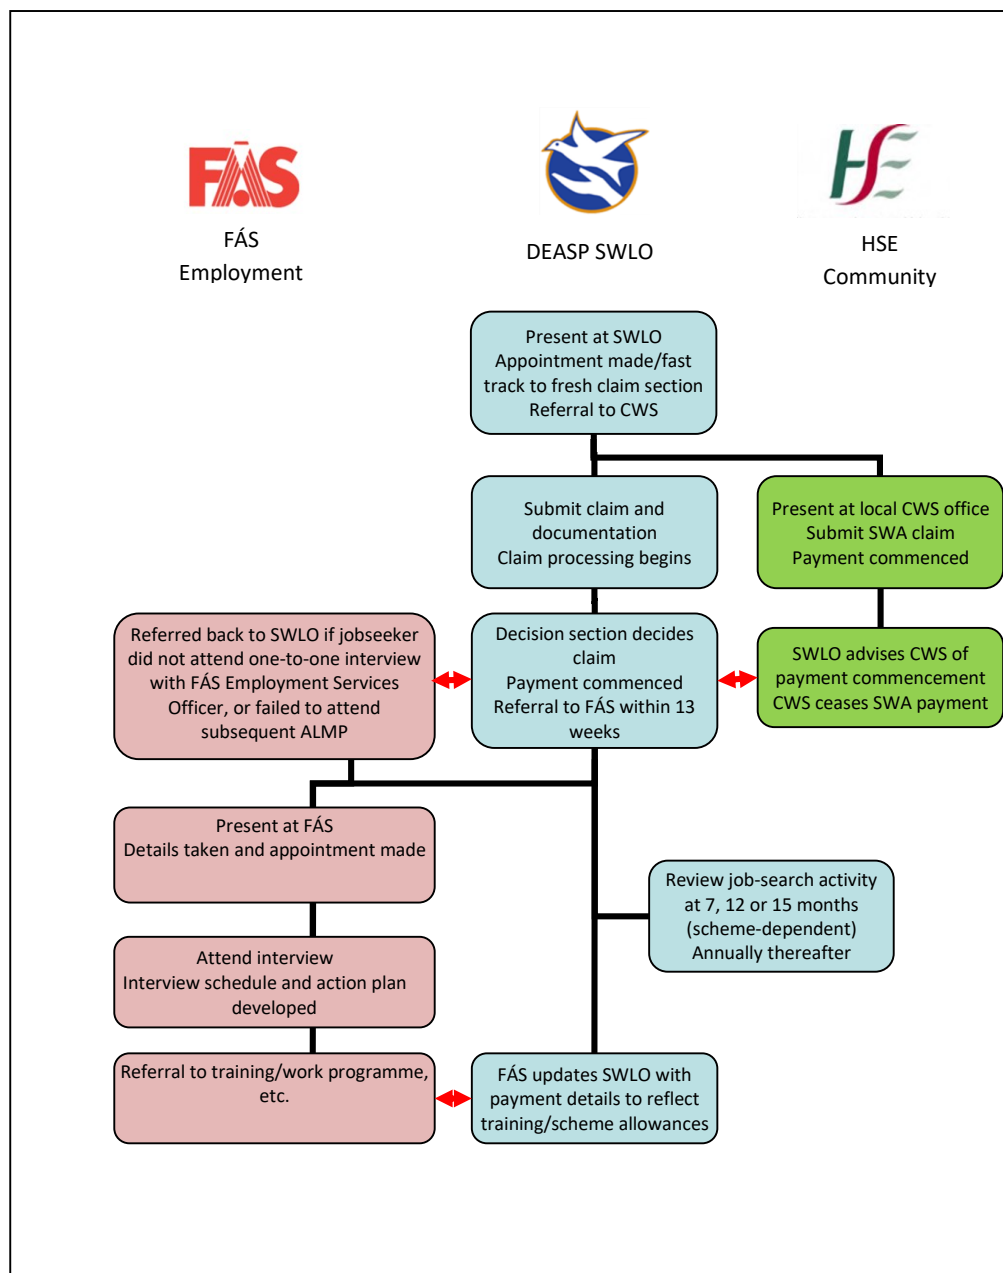 FÁS
HSE
FÁS
Employment
DEASP SWLO
HSE
Community
Present at SWLO
Appointment made/fast
track to fresh claim section
Referral to CWS
Submit claim and
documentation
Claim processing begins
Present at local CWS office
Submit SWA claim
Payment commenced
Referred back to SWLO if jobseeker
did not attend one-to-one interview
with FÁS Employment Services
Officer, or failed to attend
subsequent ALMP
Decision section decides
claim
Payment commenced
Referral to FÁS within 13
weeks
SWLO advises CWS of
payment commencement
CWS ceases SWA payment
Present at FÁS
Details taken and appointment made
Review job-search activity
at 7, 12 or 15 months
(scheme-dependent)
Annually thereafter
Attend interview
Interview schedule and action plan
developed
Referral to training/work programme,
etc.
FÁS updates SWLO with
payment details to reflect
training/scheme allowances